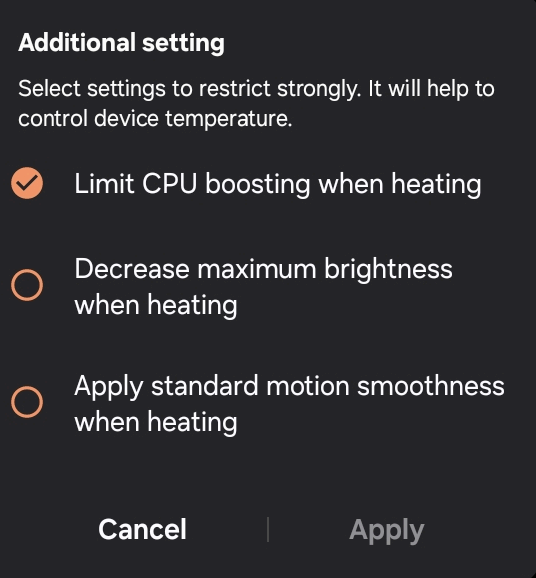 Additional setting
Select settings to restrict strongly. It will help to
control device temperature.
Limit CPU boosting when heating
Decrease maximum brightness
when heating
Apply standard motion smoothness
when heating
Cancel
Apply